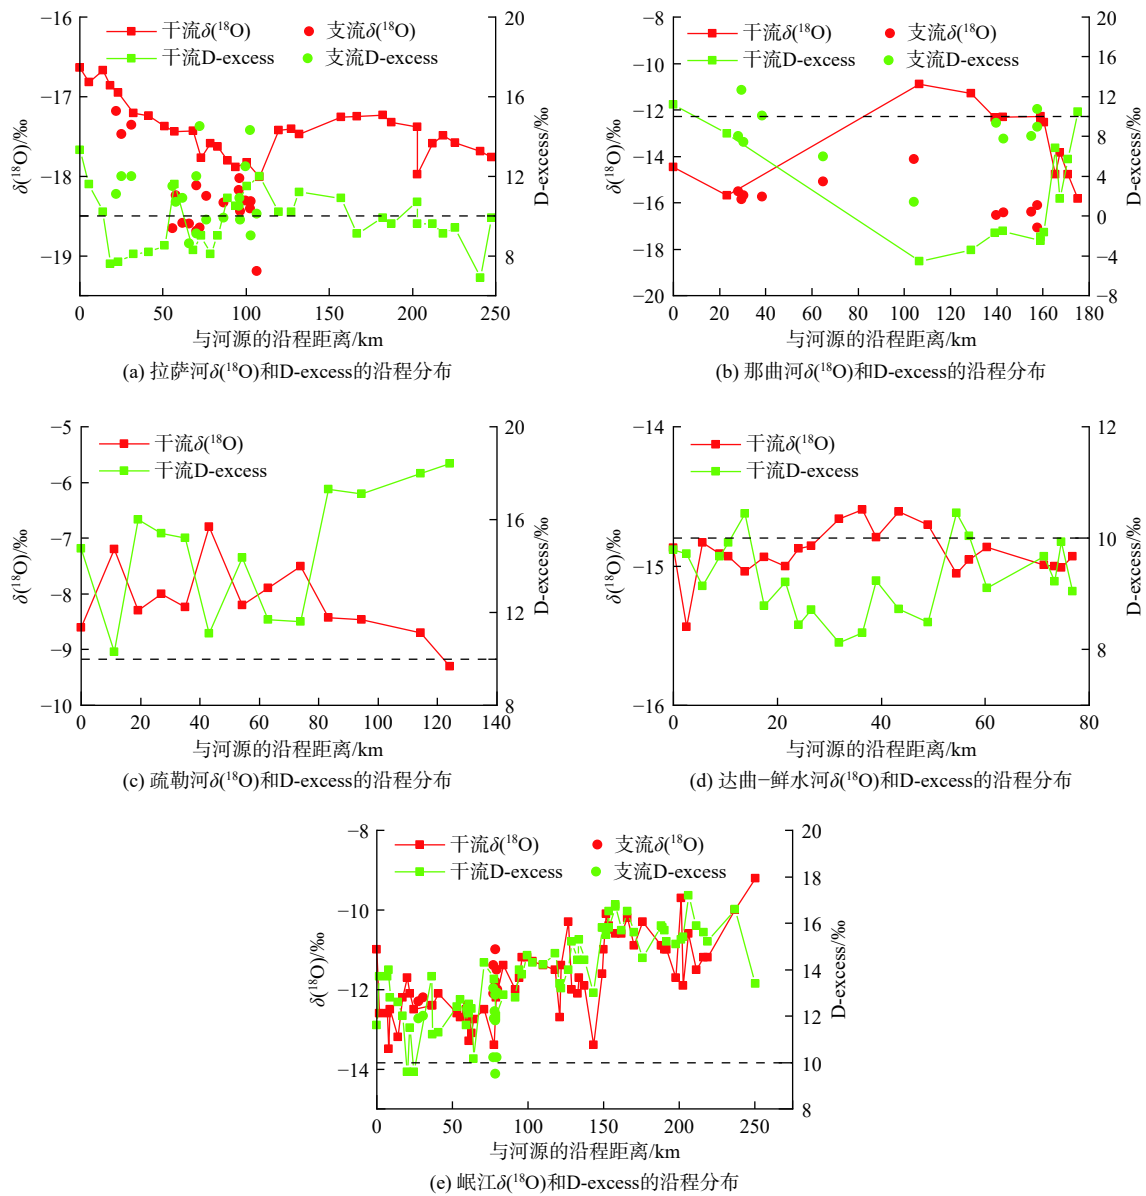 干流δ(¹⁸O) 支流δ(¹⁸O)
干流D-excess 支流D-excess
−16
−17
−18
−19
δ(¹⁸O)/‰
20
16
12
8
D-excess/‰
0 50 100 150 200 250
与河源的沿程距离/km
(a) 拉萨河δ(¹⁸O)和D-excess的沿程分布
干流δ(¹⁸O) 支流δ(¹⁸O)
干流D-excess 支流D-excess
−8
−10
−12
−14
−16
−18
−20
δ(¹⁸O)/‰
20
16
12
8
4
0
−4
−8
D-excess/‰
0 20 40 60 80 100 120 140 160 180
与河源的沿程距离/km
(b) 那曲河δ(¹⁸O)和D-excess的沿程分布
干流δ(¹⁸O)
干流D-excess
−5
−6
−7
−8
−9
−10
δ(¹⁸O)/‰
20
16
12
8
D-excess/‰
0 20 40 60 80 100 120 140
与河源的沿程距离/km
(c) 疏勒河δ(¹⁸O)和D-excess的沿程分布
干流δ(¹⁸O)
干流D-excess
−14
−15
−16
δ(¹⁸O)/‰
12
10
8
D-excess/‰
0 20 40 60 80
与河源的沿程距离/km
(d) 达曲−鲜水河δ(¹⁸O)和D-excess的沿程分布
干流δ(¹⁸O) 支流δ(¹⁸O)
干流D-excess 支流D-excess
−8
−10
−12
−14
δ(¹⁸O)/‰
20
18
16
14
12
10
8
D-excess/‰
0 50 100 150 200 250
与河源的沿程距离/km
(e) 岷江δ(¹⁸O)和D-excess的沿程分布